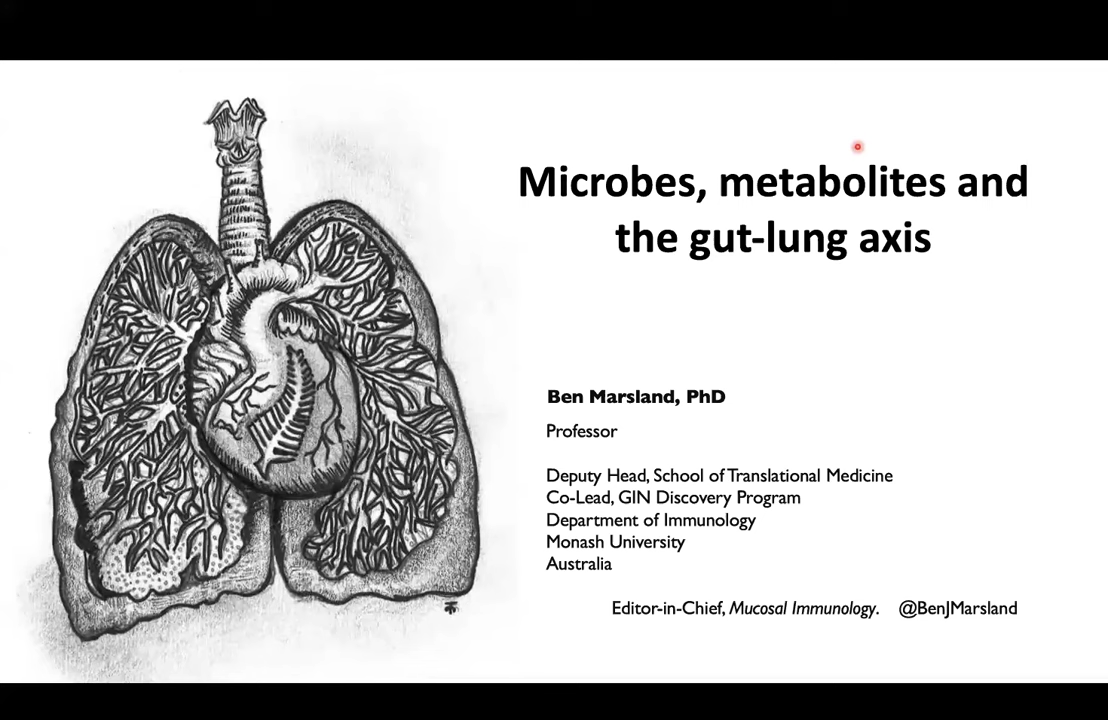 Microbes, metabolites and
the gut-lung axis
Ben Marsland, PhD
Professor
Deputy Head, School of Translational Medicine
Co-Lead, GIN Discovery Program
Department of Immunology
Monash University
Australia
Editor-in-Chief, Mucosal Immunology. @BenJMarsland